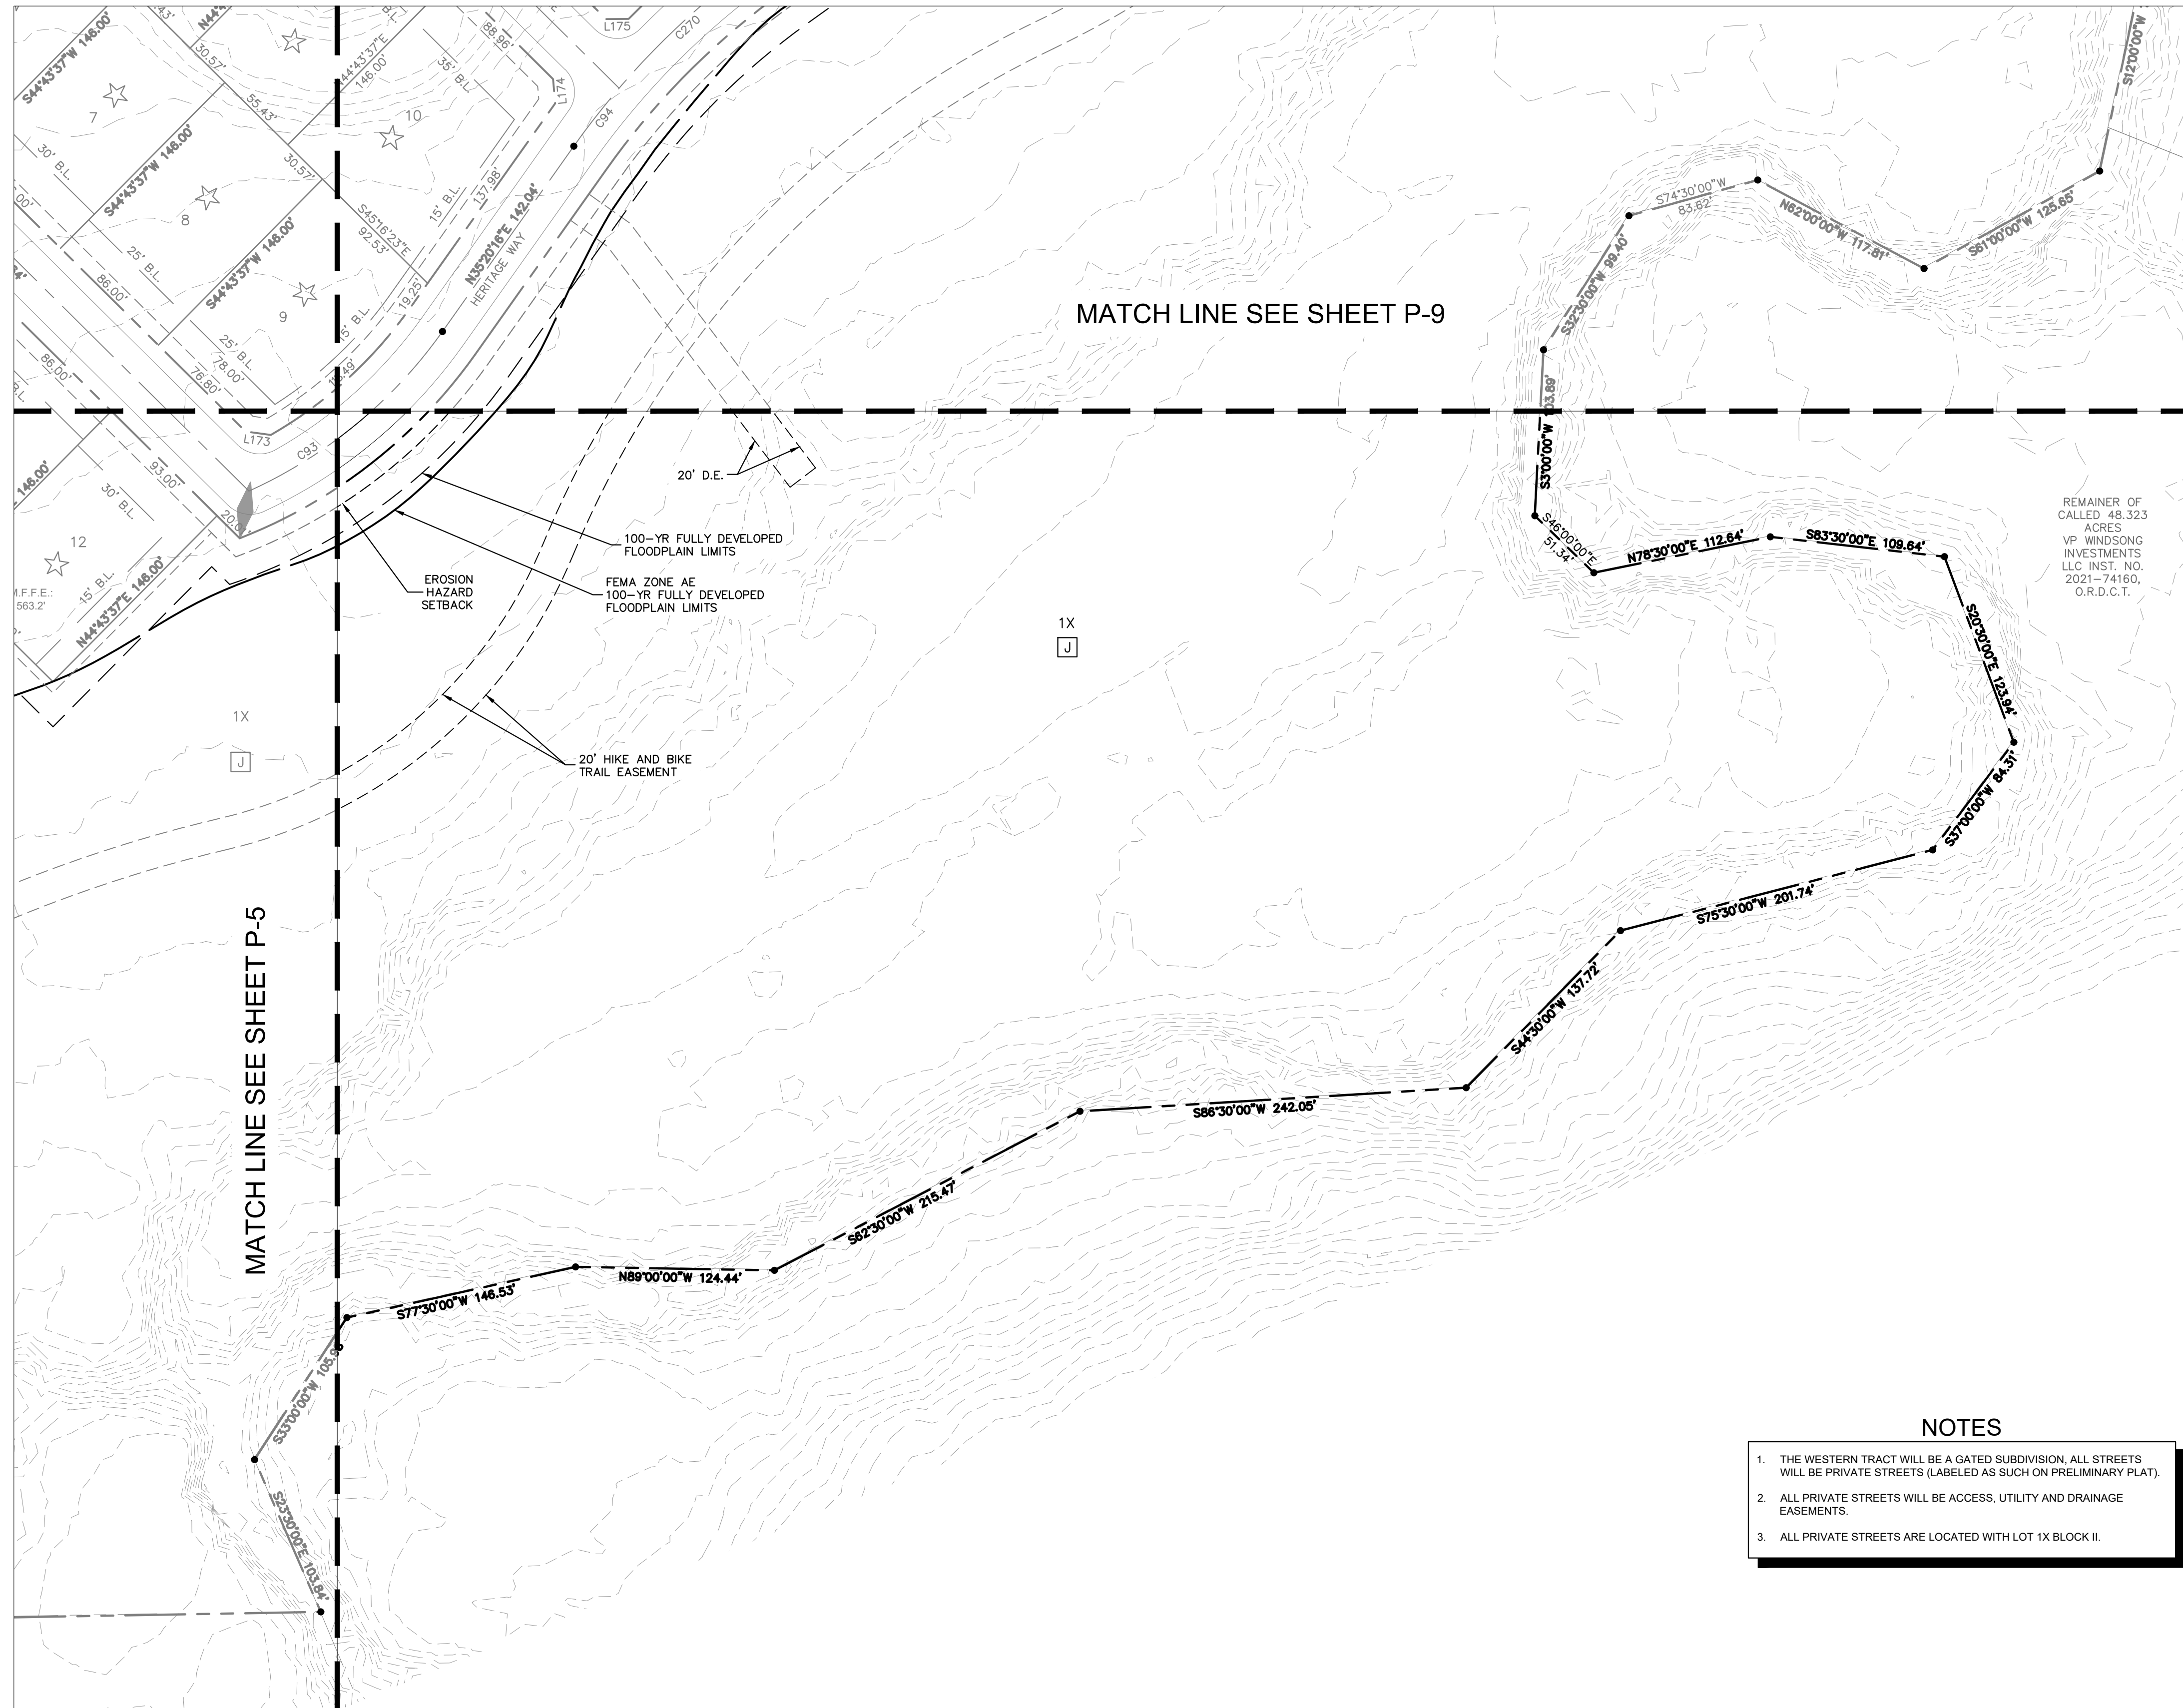 S44°43'37"W 146.00'
7
30' B.L.
30.57'
55.43'
S44°43'37"W 146.00'
8
30.57'
25' B.L.
86.00'
S44°43'37"W 146.00'
9
25' B.L.
78.00'
76.80'
86.00'
L173
C93
93.00'
30' B.L.
20.01'
12
15' B.L.
N44°43'37"E 146.00'
M.F.F.E.:
563.2'
1X
J
N44°43'37"E
146.00'
35' B.L.
88.96'
L175
C270
L174
C94
10
15' B.L.
137.98'
N35°20'16"E 142.04'
HERITAGE WAY
S45°16'23"E
92.53'
19.25'
15' B.L.
MATCH LINE SEE SHEET P-9
S12°00'00"W
S61°00'00"W 125.65'
N62°00'00"W 117.81'
S74°30'00"W
83.62'
S32°30'00"W 99.40'
S3°00'00"W 103.89'
S46°00'00"E
51.34'
N78°30'00"E 112.64'
S83°30'00"E 109.64'
S20°30'00"E 123.94'
S37°00'00"W 84.31'
S75°30'00"W 201.74'
S44°30'00"W 137.72'
S86°30'00"W 242.05'
S62°30'00"W 215.47'
N89°00'00"W 124.44'
S77°30'00"W 146.53'
S33°00'00"W
S23°30'00"E 103.84'
REMAINER OF
CALLED 48.323
ACRES
VP WINDSONG
INVESTMENTS
LLC INST. NO.
2021-74160,
O.R.D.C.T.
20' D.E.
100-YR FULLY DEVELOPED
FLOODPLAIN LIMITS
FEMA ZONE AE
100-YR FULLY DEVELOPED
FLOODPLAIN LIMITS
EROSION
HAZARD
SETBACK
1X
J
20' HIKE AND BIKE
TRAIL EASEMENT
MATCH LINE SEE SHEET P-5
NOTES
1. THE WESTERN TRACT WILL BE A GATED SUBDIVISION, ALL STREETS
WILL BE PRIVATE STREETS (LABELED AS SUCH ON PRELIMINARY PLAT).
2. ALL PRIVATE STREETS WILL BE ACCESS, UTILITY AND DRAINAGE
EASEMENTS.
3. ALL PRIVATE STREETS ARE LOCATED WITH LOT 1X BLOCK II.